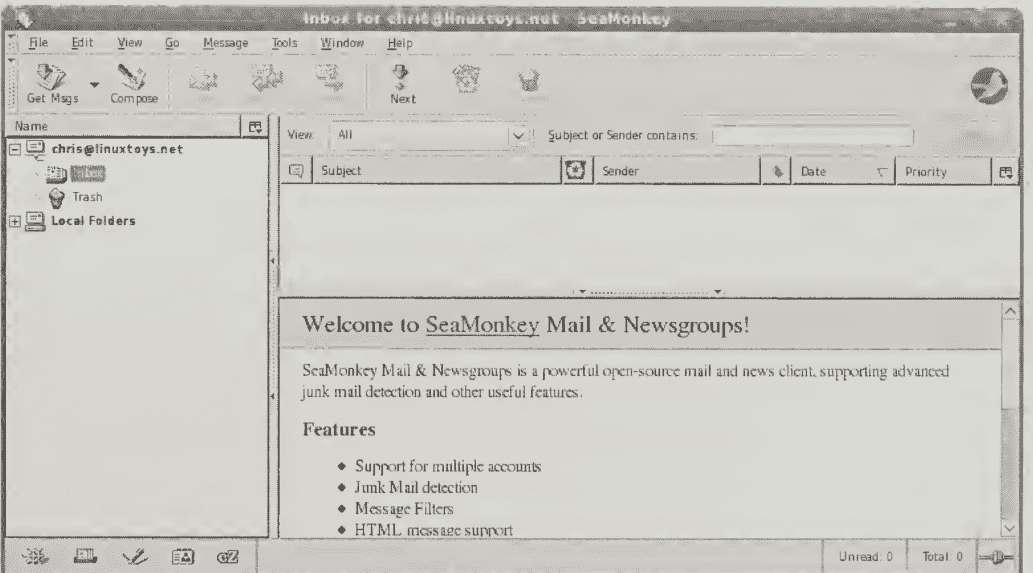 Inbox for chris@linuxtoys.net - SeaMonkey
File Edit View Go Message Tools Window Help
Get Msgs Compose Next
Name
View: All Subject or Sender contains:
chris@linuxtoys.net
Inbox
Trash
Local Folders
Subject Sender Date Priority
Welcome to SeaMonkey Mail & Newsgroups!
SeaMonkey Mail & Newsgroups is a powerful open-source mail and news client, supporting advanced
junk mail detection and other useful features.
Features
◆ Support for multiple accounts
◆ Junk Mail detection
◆ Message Filters
◆ HTML message support
Unread: 0 Total: 0